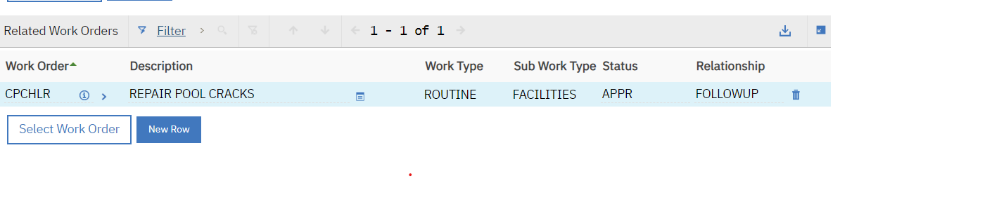 Related Work Orders Filter 1 - 1 of 1
Work Order Description Work Type Sub Work Type Status Relationship
CPCHLR REPAIR POOL CRACKS ROUTINE FACILITIES APPR FOLLOWUP
Select Work Order New Row